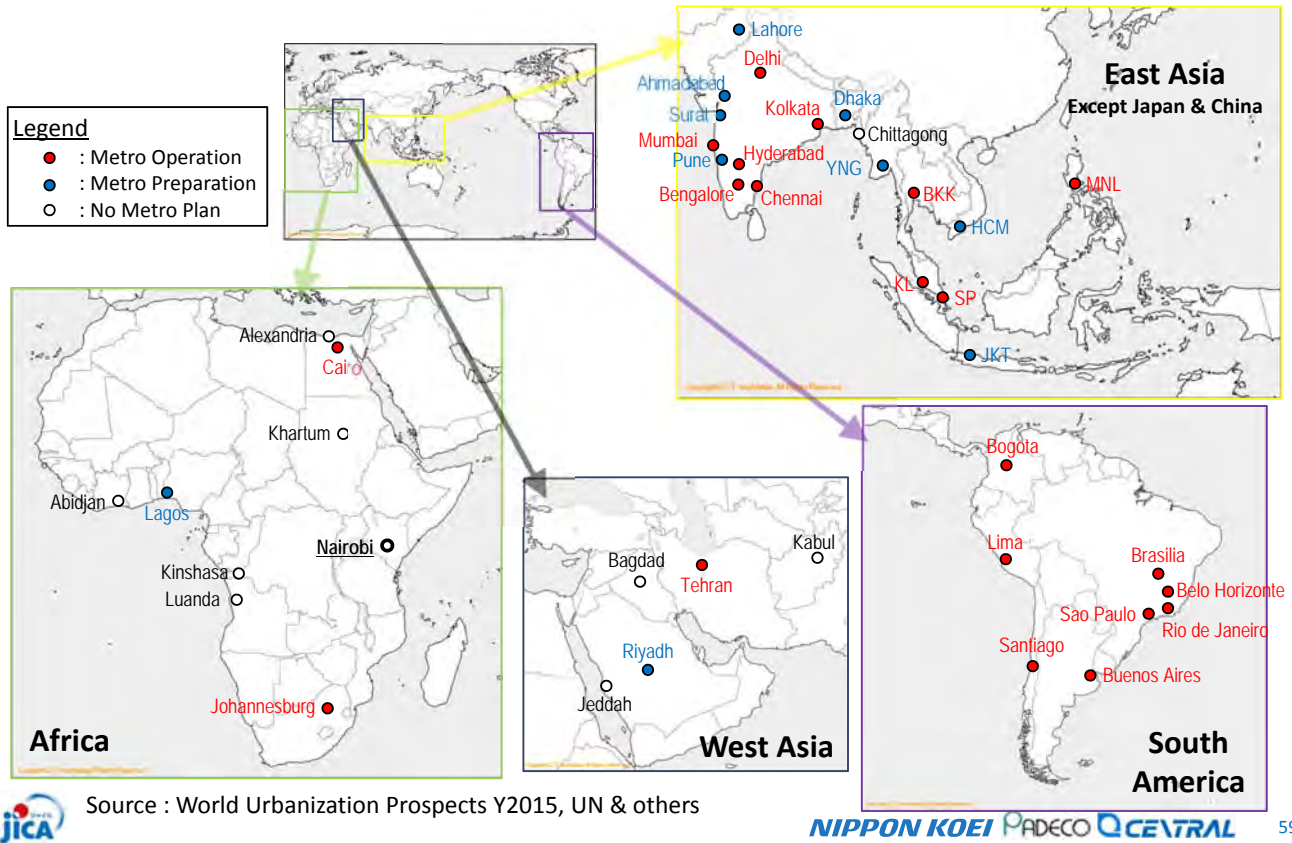 Legend
: Metro Operation
: Metro Preparation
: No Metro Plan
East Asia
Except Japan & China
Lahore
Delhi
Ahmadabad
Surat
Kolkata
Dhaka
Chittagong
Mumbai
Pune
Hyderabad
YNG
Bengalore
Chennai
BKK
MNL
HCM
KL
SP
JKT
Alexandria
Cairo
Khartum
Abidjan
Lagos
Nairobi
Kinshasa
Luanda
Johannesburg
Africa
Bagdad
Tehran
Kabul
Riyadh
Jeddah
West Asia
Bogota
Lima
Brasilia
Belo Horizonte
Sao Paulo
Rio de Janeiro
Santiago
Buenos Aires
South
America
jICA
Source : World Urbanization Prospects Y2015, UN & others
NIPPON KOEI PADECO CENTRAL
59